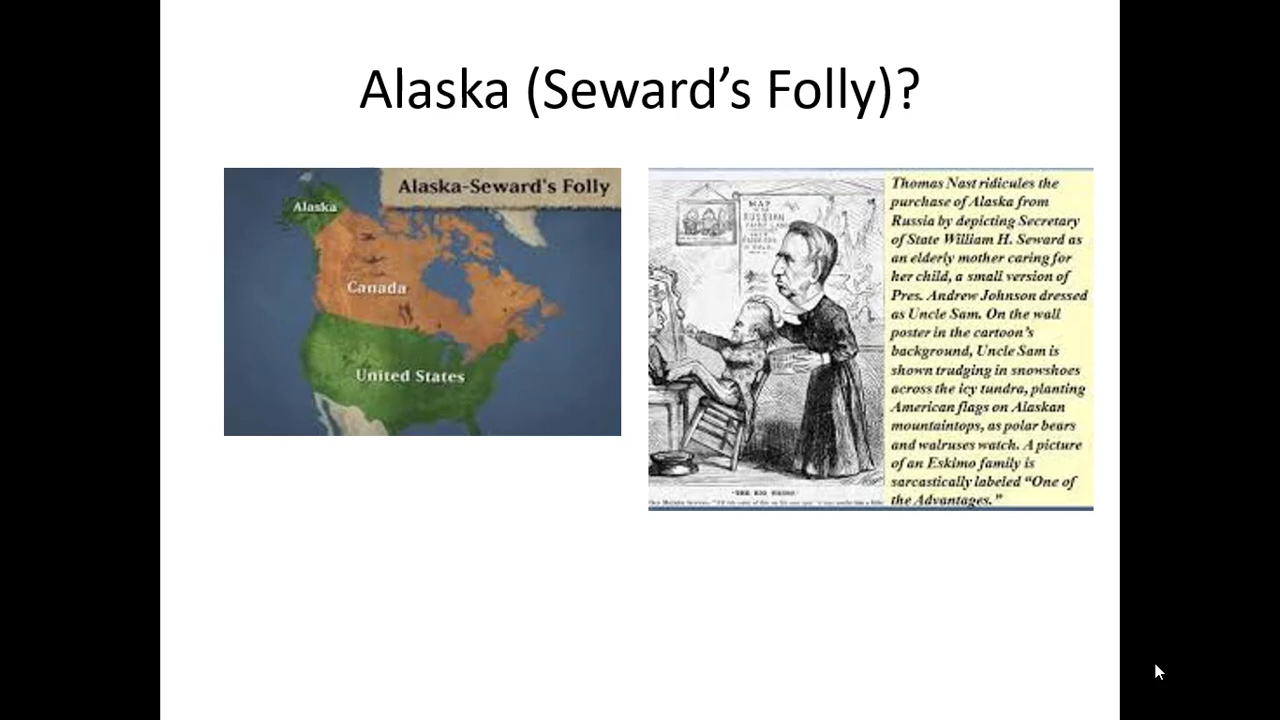 Alaska (Seward’s Folly)?
Alaska-Seward's Folly
Alaska
Canada
United States
MAP
RUSSIAN
"THE BIG THING"
Thomas Nast ridicules the
purchase of Alaska from
Russia by depicting Secretary
of State William H. Seward as
an elderly mother caring for
her child, a small version of
Pres. Andrew Johnson dressed
as Uncle Sam. On the wall
poster in the cartoon's
background, Uncle Sam is
shown trudging in snowshoes
across the icy tundra, planting
American flags on Alaskan
mountaintops, as polar bears
and walruses watch. A picture
of an Eskimo family is
sarcastically labeled “One of
the Advantages.”